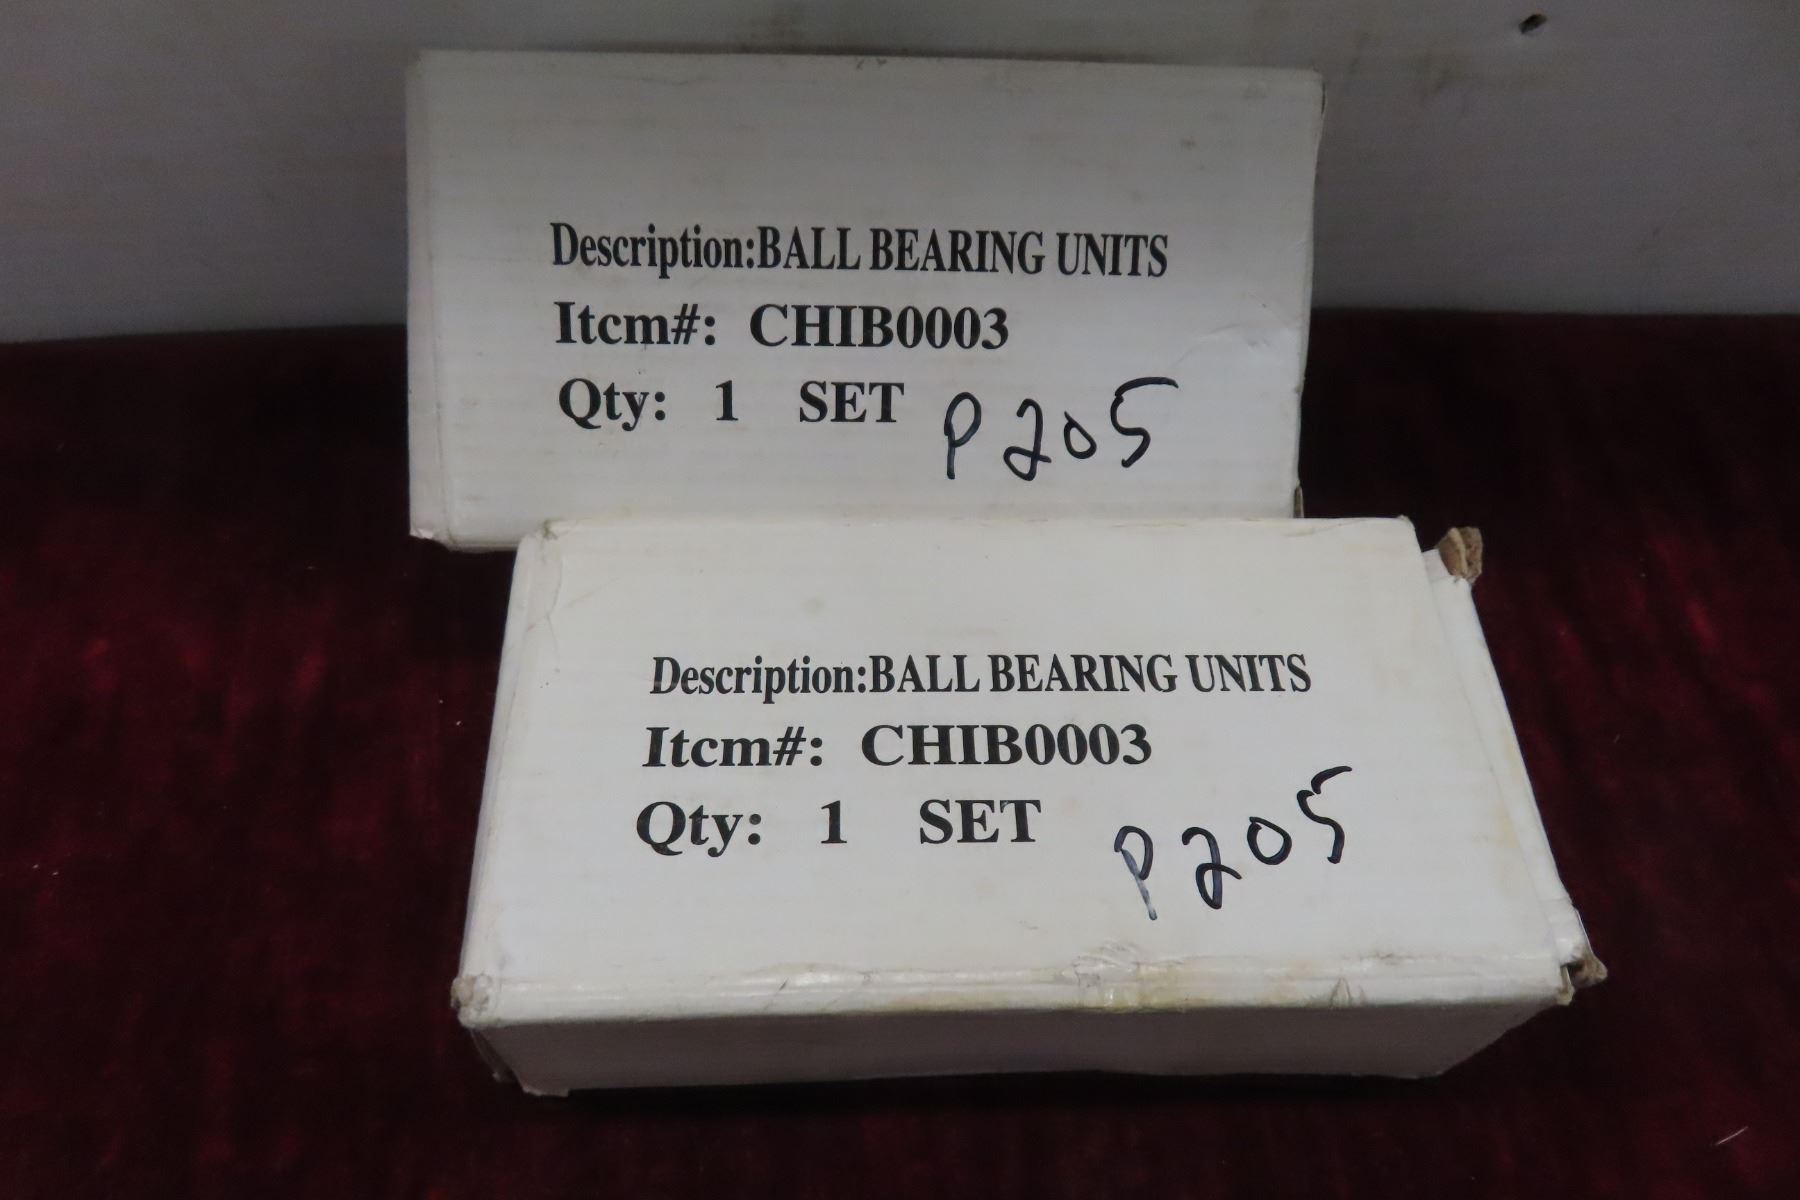 Description:BALL BEARING UNITS
Itcm#: CHIB0003
Qty: 1 SET P205
Description:BALL BEARING UNITS
Itcm#: CHIB0003
Qty: 1 SET P205